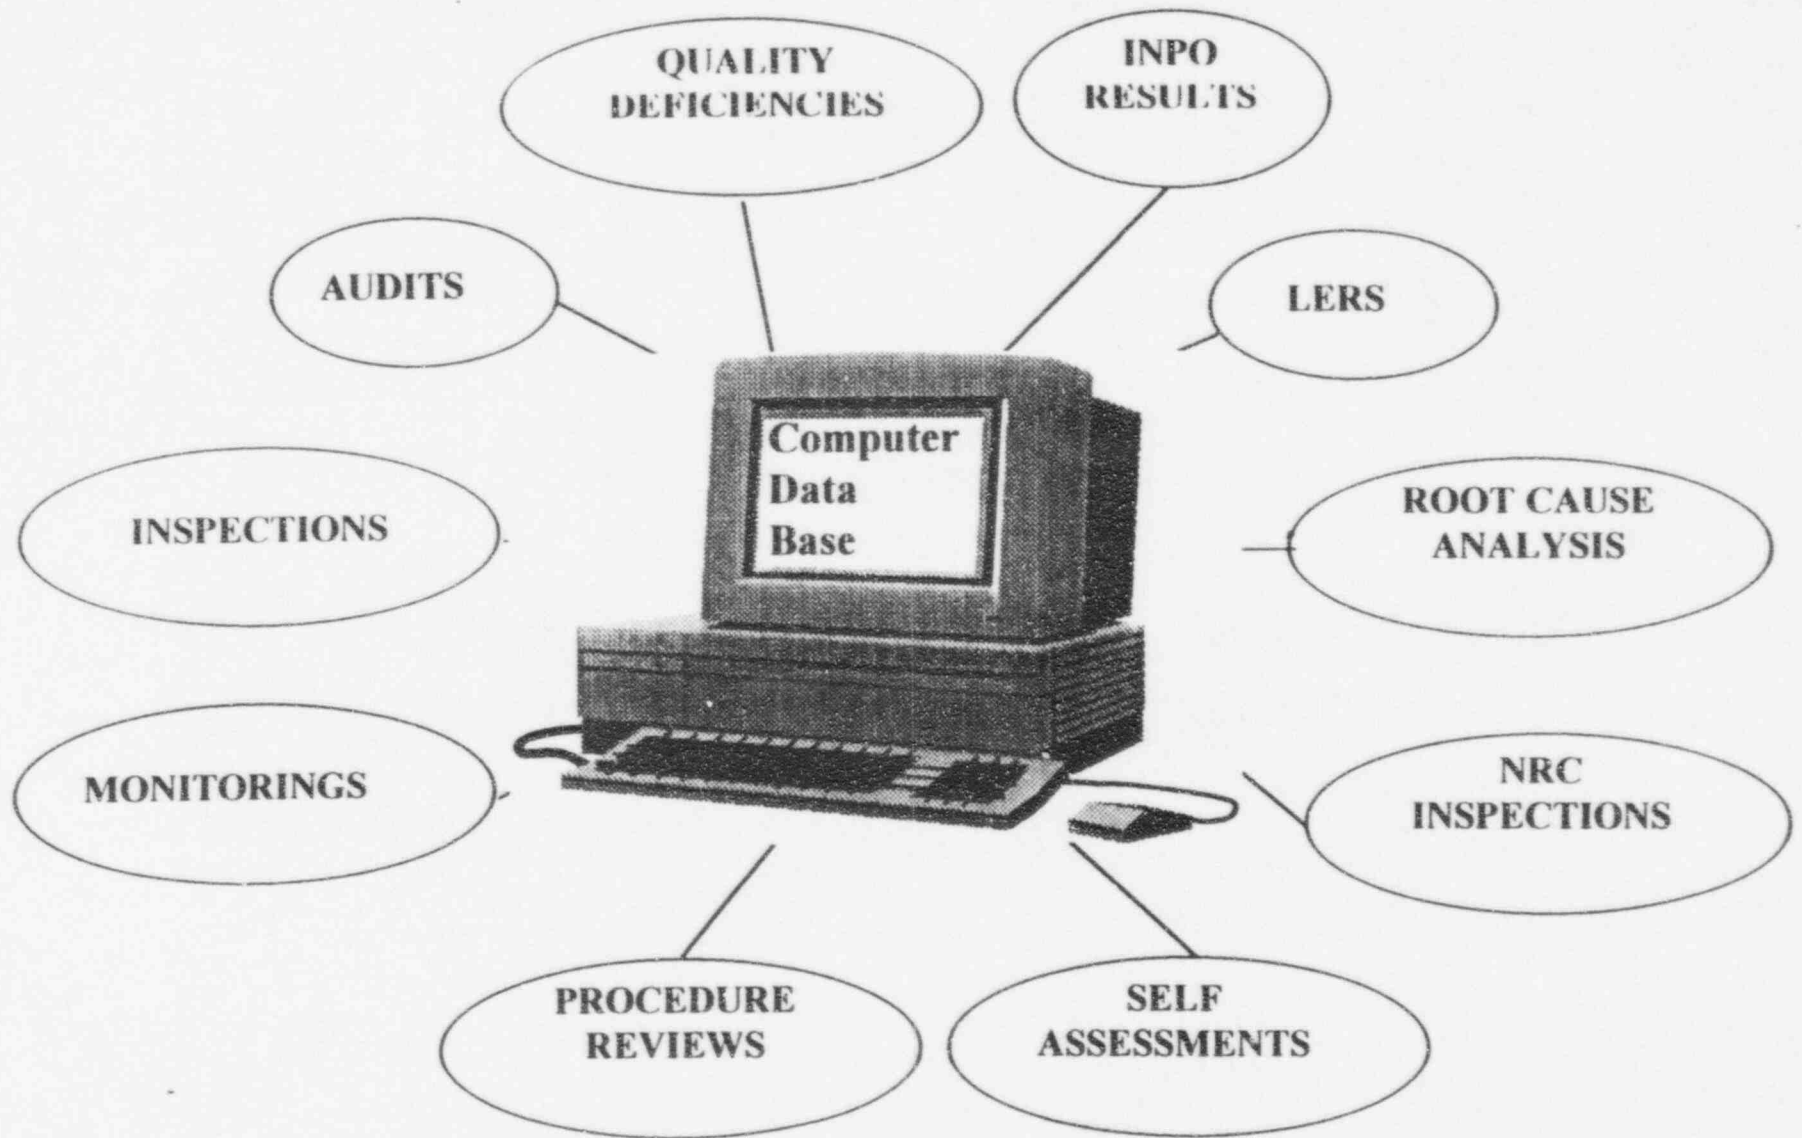 QUALITY
DEFICIENCIES
INPO
RESULTS
AUDITS
LERS
Computer
Data
Base
INSPECTIONS
ROOT CAUSE
ANALYSIS
MONITORINGS
NRC
INSPECTIONS
PROCEDURE
REVIEWS
SELF
ASSESSMENTS